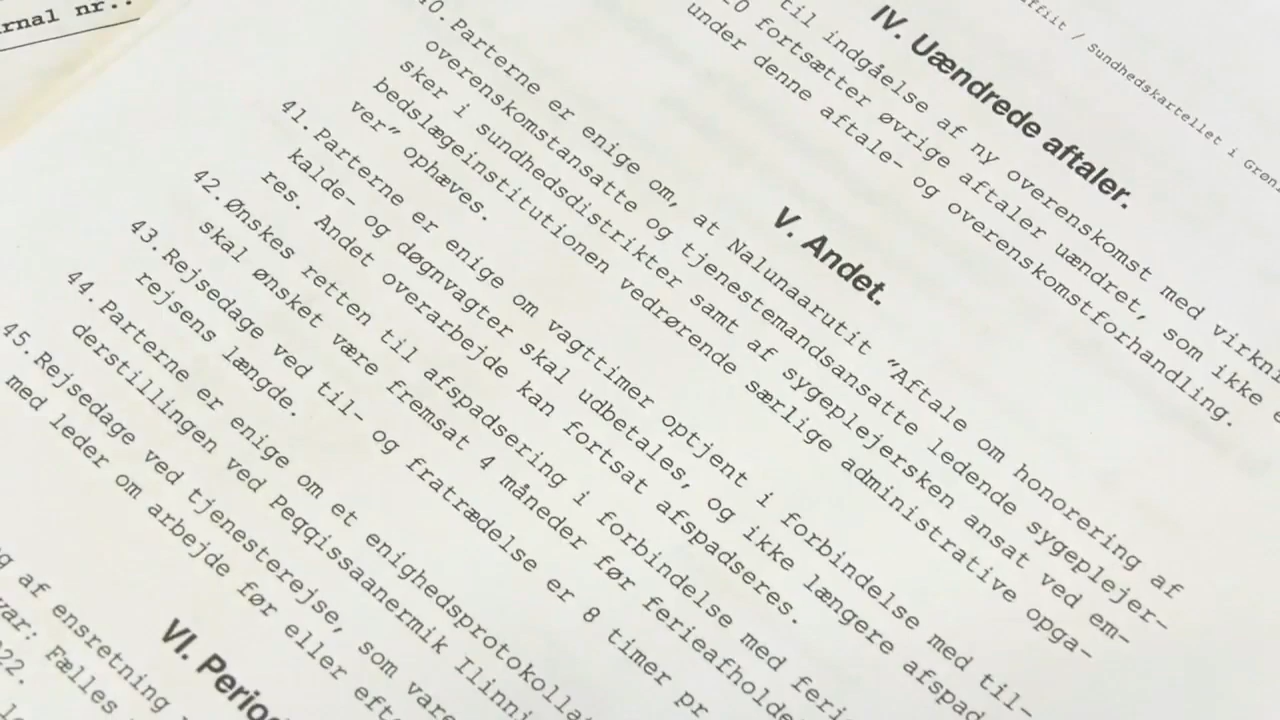 rnal nr.:
ffiit / Sundhedskartellet i Grøn
IV. Uændrede aftaler.
til indgåelse af ny overenskomst med virkni
fortsætter øvrige aftaler uændret, som ikke
under denne aftale- og overenskomstforhandling.
V. Andet.
40. Parterne er enige om, at Nalunaarutit ”Aftale om honorering af
overenskomstansatte og tjenestemandsansatte ledende sygeplejer-
sker i sundhedsdistrikter samt af sygeplejersken ansat ved em-
bedslægeinstitutionen vedrørende særlige administrative opga-
ver” ophæves.
41. Parterne er enige om vagttimer optjent i forbindelse med til-
kalde- og døgnvagter skal udbetales, og ikke længere afspad
res. Andet overarbejde kan fortsat afspadseres.
42. Ønskes retten til afspadsering i forbindelse med feri
skal ønsket være fremsat 4 måneder før ferieafholde
43. Rejsedage ved til- og fratrædelse er 8 timer pr
rejsens længde.
44. Parterne er enige om et enighedsprotokolla
derstillingen ved Peqqissaanermik Ilinni
45. Rejsedage ved tjenesterejse, som vare
med leder om arbejde før eller efte
VI. Perio
g af ensretning
var: Fælles
22.